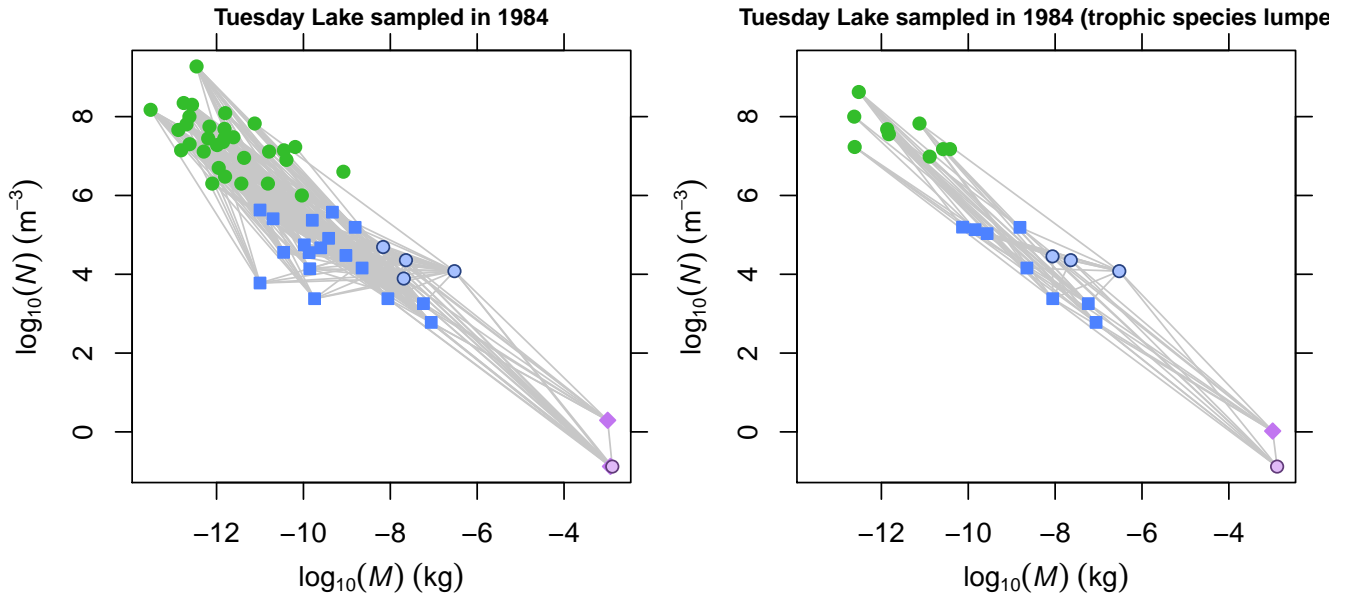 Tuesday Lake sampled in 1984
8
6
4
2
0
log₁₀(N) (m⁻³)
−12 −10 −8 −6 −4
log₁₀(M) (kg)
Tuesday Lake sampled in 1984 (trophic species lumpe
8
6
4
2
0
log₁₀(N) (m⁻³)
−12 −10 −8 −6 −4
log₁₀(M) (kg)